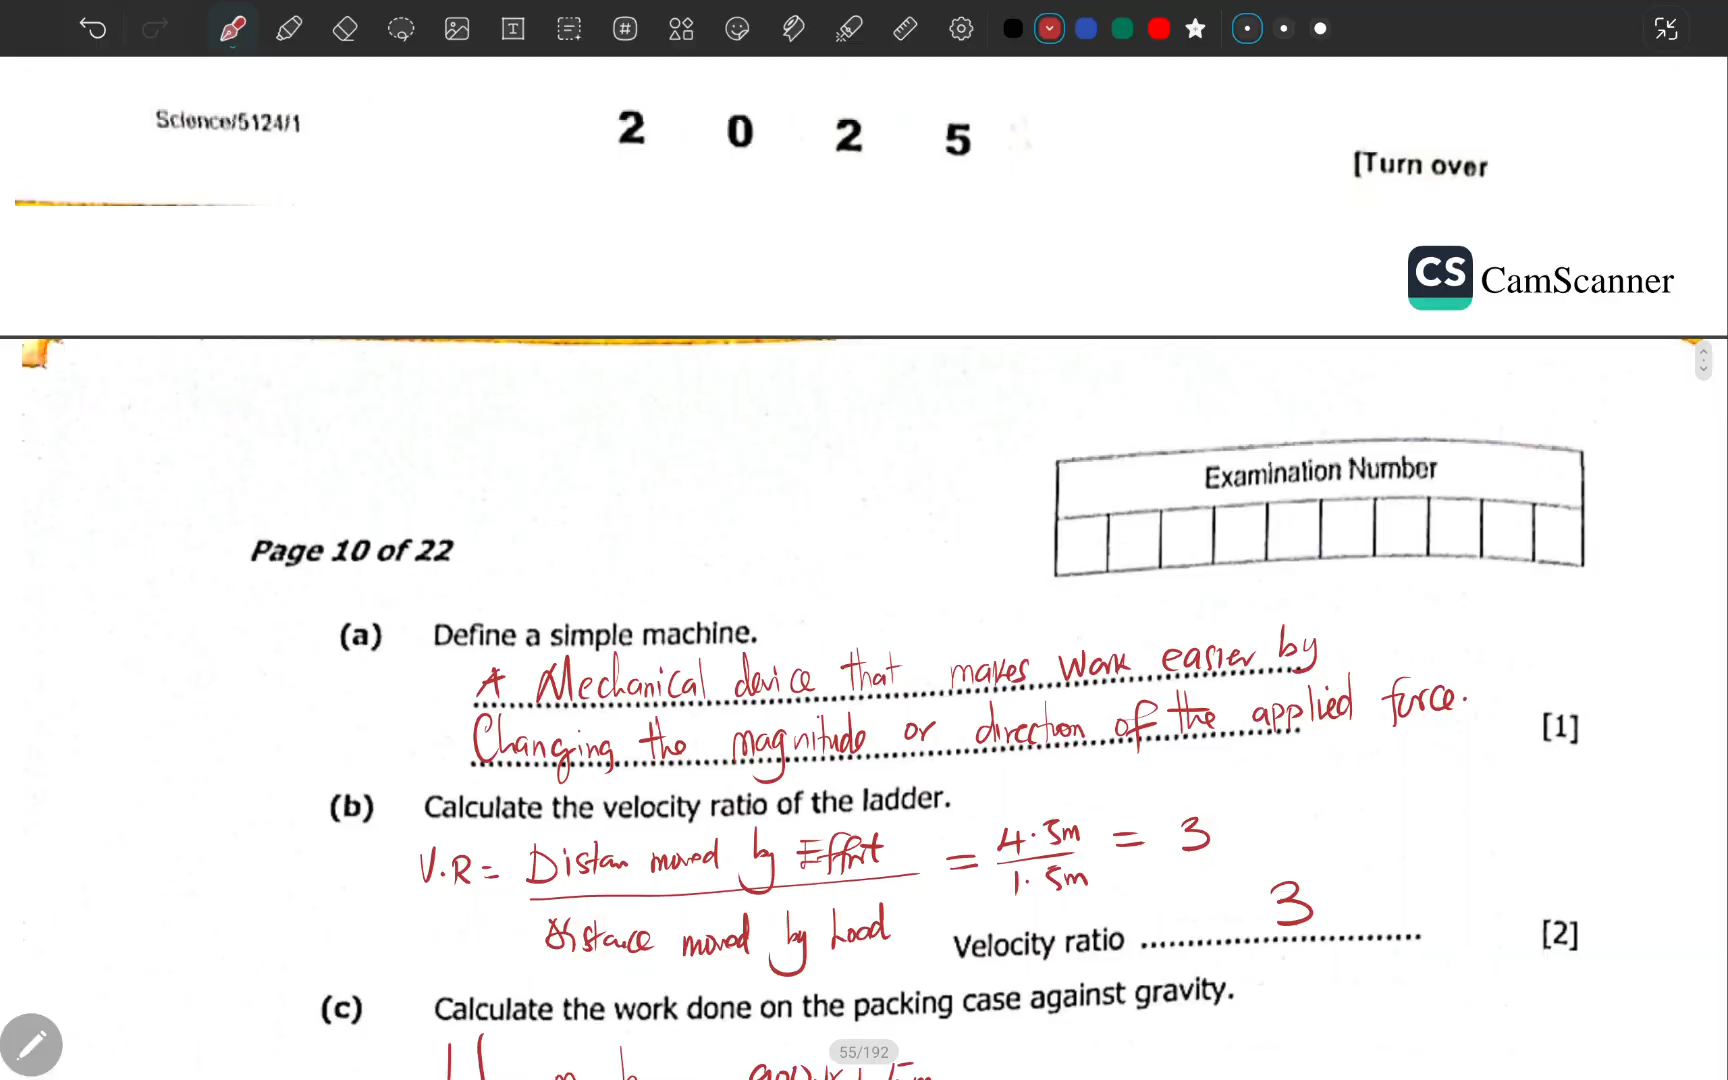 Science/5124/1
2 0 2 5
[Turn over
CS CamScanner
Examination Number
Page 10 of 22
(a) Define a simple machine.
A Mechanical device that makes work easier by
Changing the magnitude or direction of the applied force.
[1]
(b) Calculate the velocity ratio of the ladder.
V.R = Distan moved by Effort = 4.5m = 3
distance moved by Load 1.5m
3
Velocity ratio ........................................ [2]
(c) Calculate the work done on the packing case against gravity.
55/192